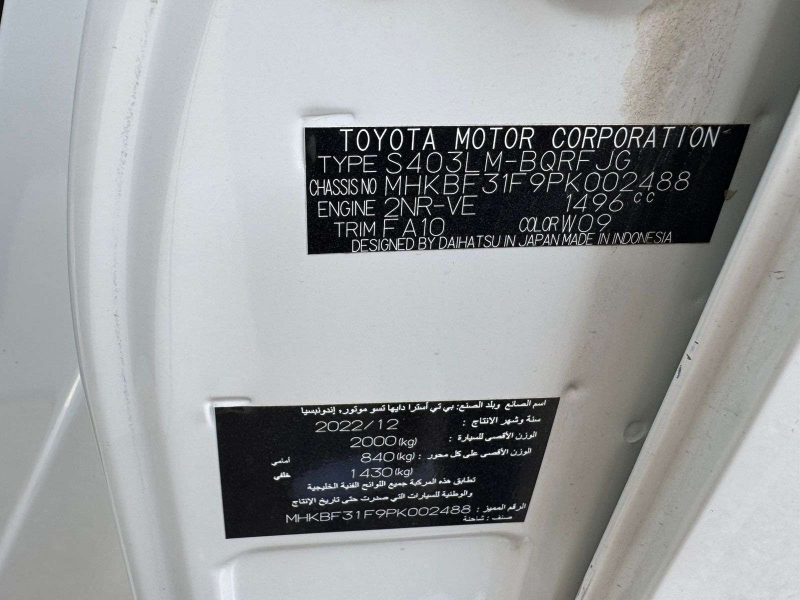 TOYOTA MOTOR CORPORATION
TYPE S403LM-BQRFJG
CHASSIS NO MHKBF31F9PK002488
ENGINE 2NR-VE 1496 CC
TRIM FA10 COLOR W09
DESIGNED BY DAIHATSU IN JAPAN MADE IN INDONESIA
اسم الصانع وبلد الصنع: بي تي أسترا دايهاتسو موتور، إندونيسيا
سنة وشهر الانتاج : 2022/12
الوزن الأقصى للسيارة : 2000(kg)
الوزن الأقصى على كل محور : 840(kg) أمامي
1430(kg) خلفي
تطابق هذه المركبة جميع اللوائح الفنية الخليجية
والوطنية للسيارات التي صدرت حتى تاريخ الإنتاج
الرقم المميز : MHKBF31F9PK002488
صنف : شاحنة